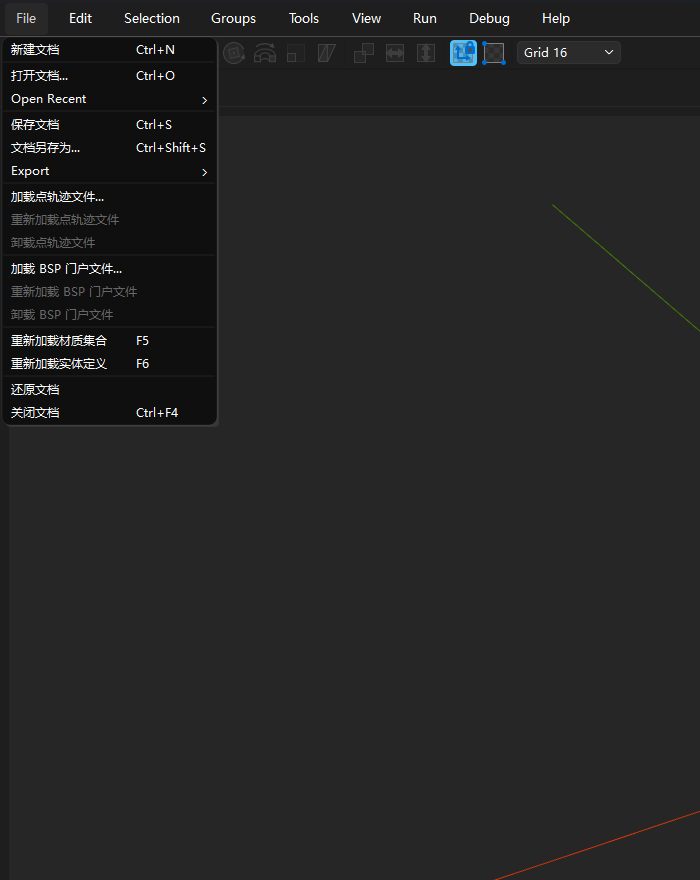 File Edit Selection Groups Tools View Run Debug Help
Grid 16
新建文档 Ctrl+N
打开文档... Ctrl+O
Open Recent
保存文档 Ctrl+S
文档另存为... Ctrl+Shift+S
Export
加载点轨迹文件...
重新加载点轨迹文件
卸载点轨迹文件
加载 BSP 门户文件...
重新加载 BSP 门户文件
卸载 BSP 门户文件
重新加载材质集合 F5
重新加载实体定义 F6
还原文档
关闭文档 Ctrl+F4